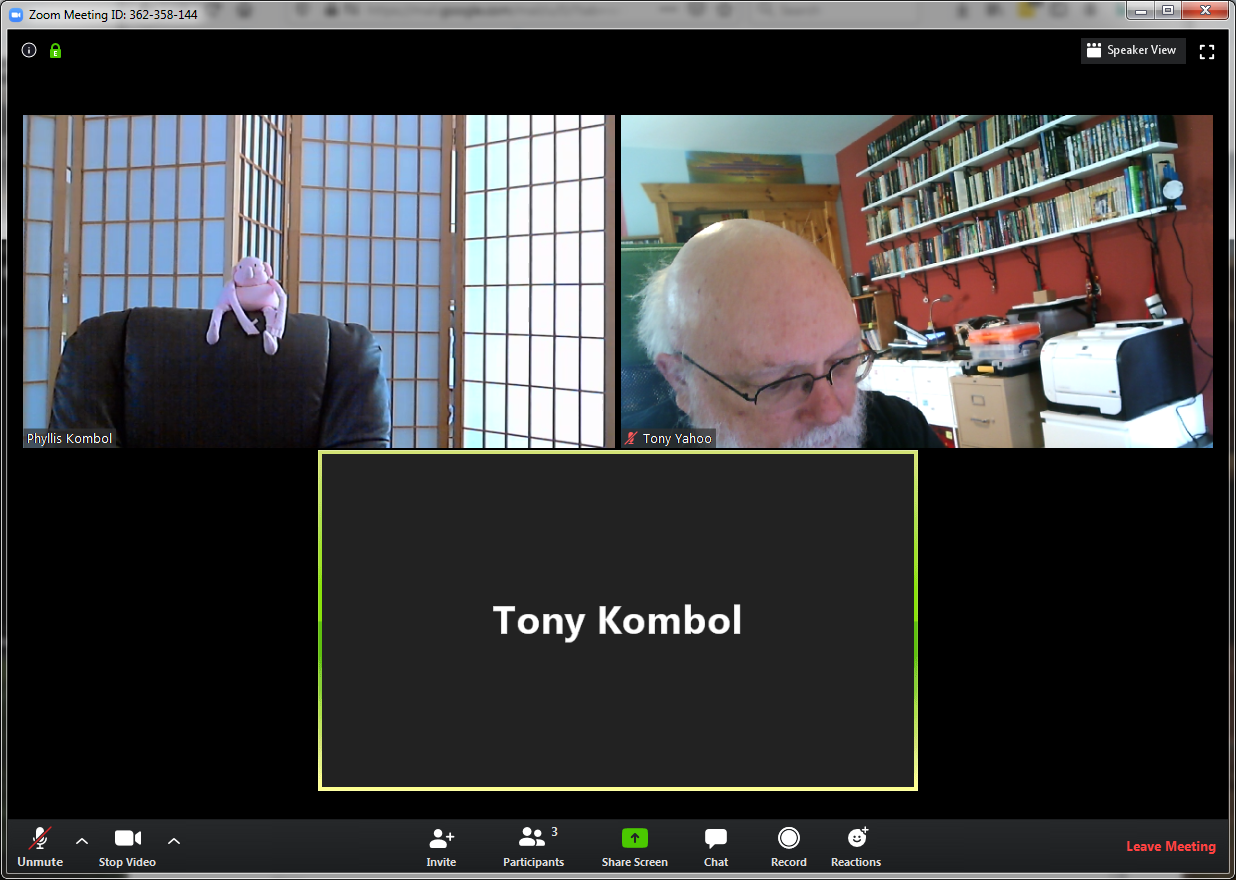 Zoom Meeting ID: 362-358-144
Speaker View
Phyllis Kombol
Tony Yahoo
Tony Kombol
Unmute
Stop Video
Invite
Participants
3
Share Screen
Chat
Record
Reactions
Leave Meeting